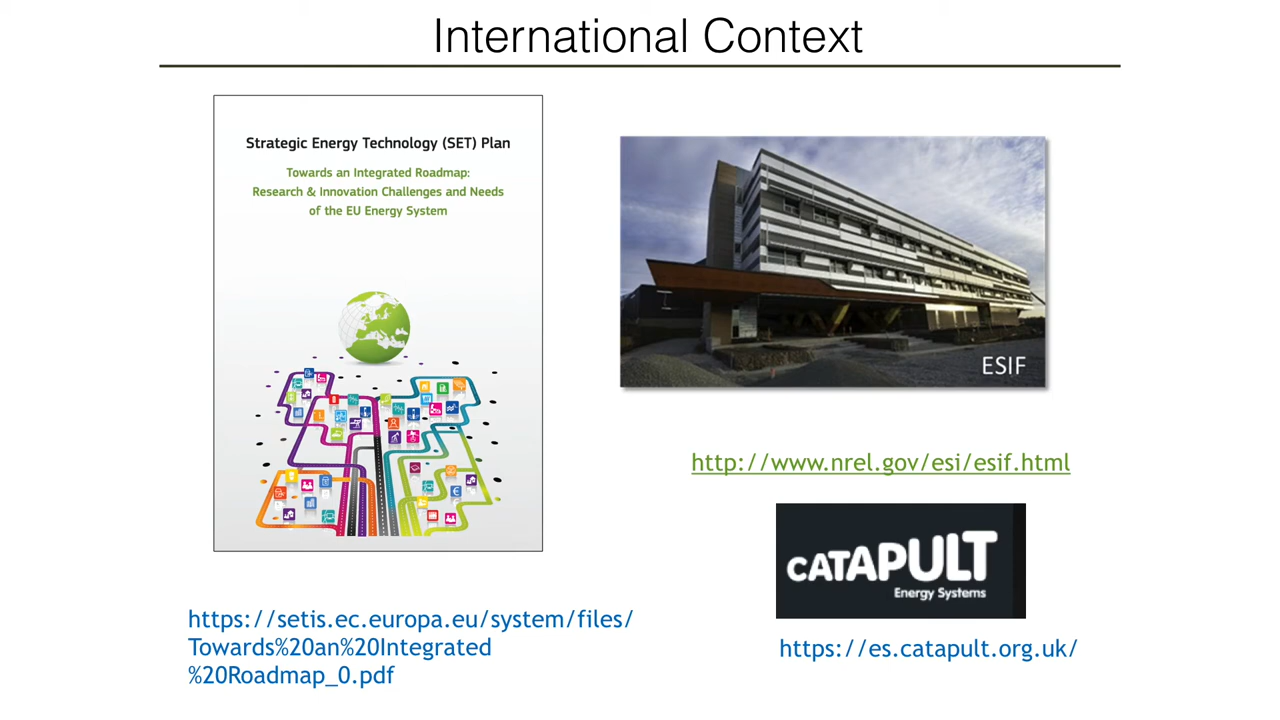 International Context
Strategic Energy Technology (SET) Plan
Towards an Integrated Roadmap:
Research & Innovation Challenges and Needs
of the EU Energy System
ESIF
http://www.nrel.gov/esi/esif.html
CATAPULT
Energy Systems
https://setis.ec.europa.eu/system/files/
Towards%20an%20Integrated
%20Roadmap_0.pdf
https://es.catapult.org.uk/